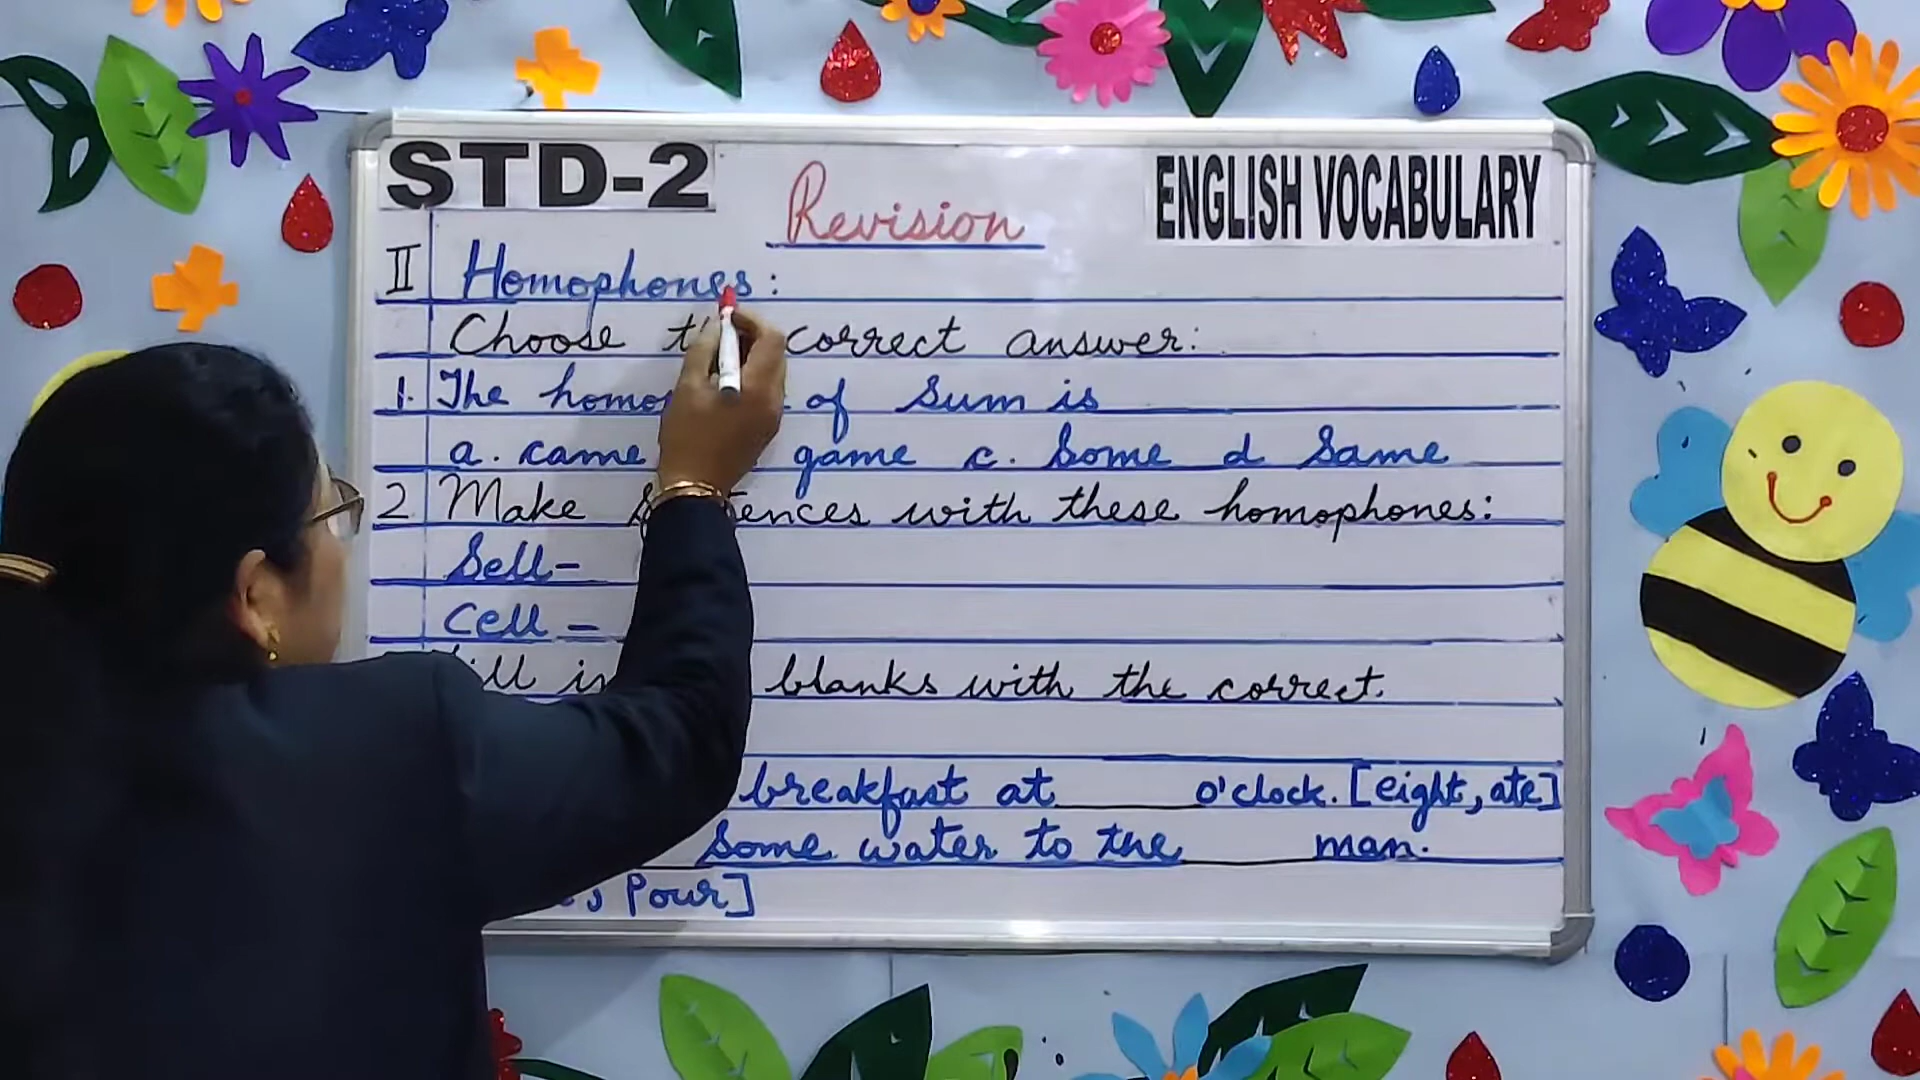 STD-2 Revision ENGLISH VOCABULARY
II Homophones:
Choose correct answer:
1. The of Sum is
a. came game c. Some d Same
2 Make with these homophones:
Sell-
Cell -
blanks with the correct.
breakfast at ____ o'clock. [eight, ate]
Some water to the ____ man.
, Pour]